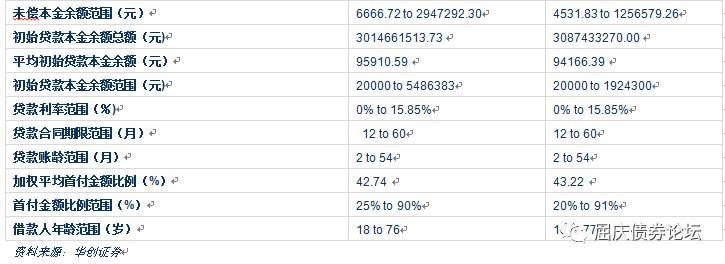 未偿本金余额范围（元） 6666.72 to 2947292.30 4531.83 to 1256579.26
初始贷款本金余额总额（元） 3014661513.73 3087433270.00
平均初始贷款本金余额（元） 95910.59 94166.39
初始贷款本金余额范围（元） 20000 to 5486383 20000 to 1924300
贷款利率范围（%） 0% to 15.85% 0% to 15.85%
贷款合同期限范围（月） 12 to 60 12 to 60
贷款账龄范围（月） 2 to 54 2 to 54
加权平均首付金额比例（%） 42.74 43.22
首付金额比例范围（%） 25% to 90% 20% to 91%
借款人年龄范围（岁） 18 to 76
资料来源：华创证券
屈庆债券论坛